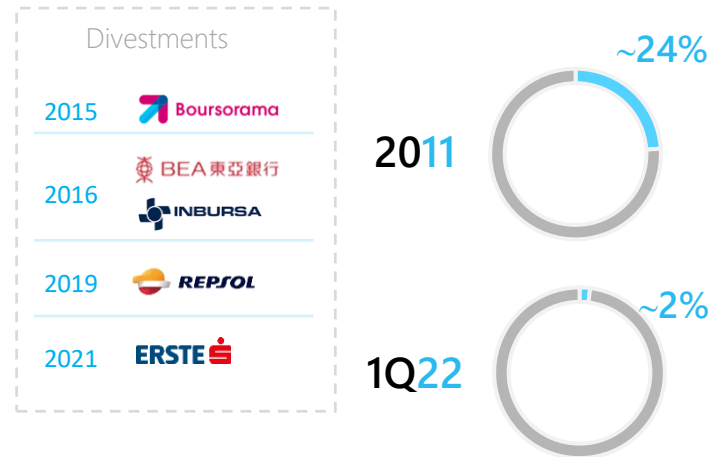 Divestments
2015
Boursorama
2016
BEA東亞銀行
INBURSA
2019
REPSOL
2021
ERSTE
2011
~24%
1Q22
~2%